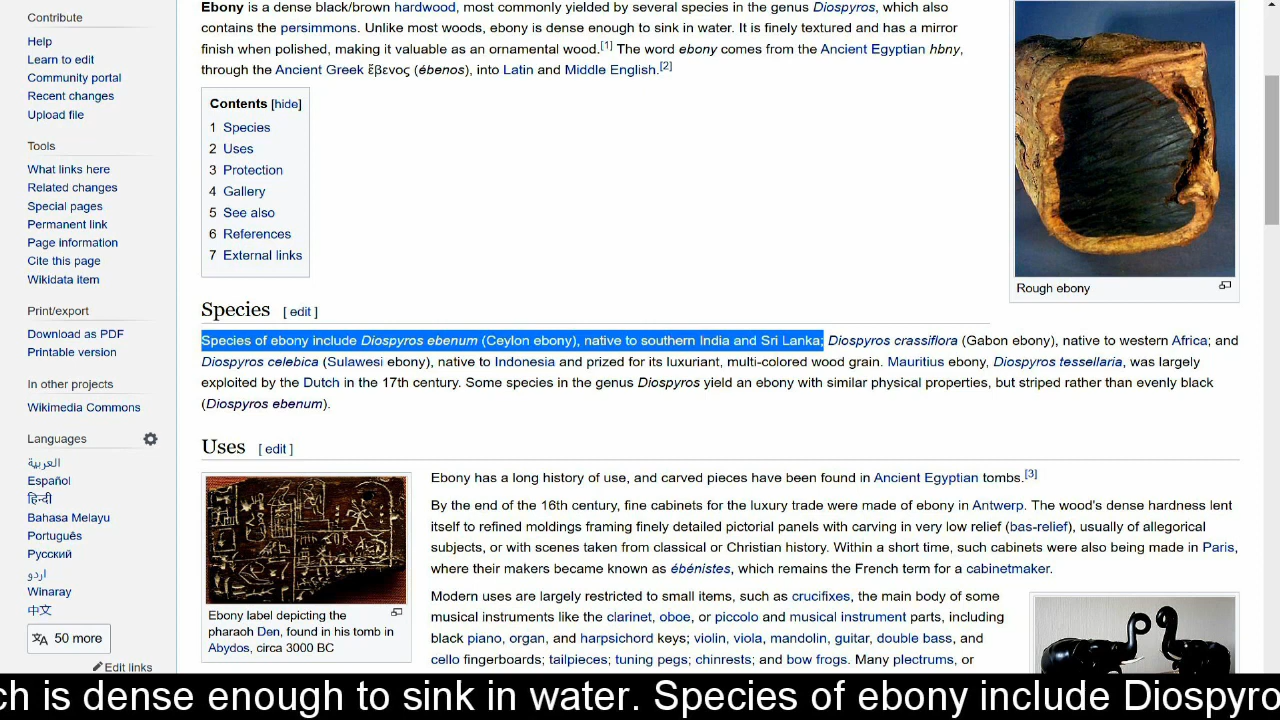 Contribute
Help
Learn to edit
Community portal
Recent changes
Upload file
Tools
What links here
Related changes
Special pages
Permanent link
Page information
Cite this page
Wikidata item
Print/export
Download as PDF
Printable version
In other projects
Wikimedia Commons
Languages
العربية
Español
हिन्दी
Bahasa Melayu
Português
Русский
اردو
Winaray
中文
50 more
Edit links
Ebony is a dense black/brown hardwood, most commonly yielded by several species in the genus Diospyros, which also
contains the persimmons. Unlike most woods, ebony is dense enough to sink in water. It is finely textured and has a mirror
finish when polished, making it valuable as an ornamental wood.[1] The word ebony comes from the Ancient Egyptian hbny,
through the Ancient Greek ἔβενος (ébenos), into Latin and Middle English.[2]
Contents [hide]
1 Species
2 Uses
3 Protection
4 Gallery
5 See also
6 References
7 External links
Rough ebony
Species [ edit ]
Species of ebony include Diospyros ebenum (Ceylon ebony), native to southern India and Sri Lanka; Diospyros crassiflora (Gabon ebony), native to western Africa; and
Diospyros celebica (Sulawesi ebony), native to Indonesia and prized for its luxuriant, multi-colored wood grain. Mauritius ebony, Diospyros tessellaria, was largely
exploited by the Dutch in the 17th century. Some species in the genus Diospyros yield an ebony with similar physical properties, but striped rather than evenly black
(Diospyros ebenum).
Uses [ edit ]
Ebony label depicting the
pharaoh Den, found in his tomb in
Abydos, circa 3000 BC
Ebony has a long history of use, and carved pieces have been found in Ancient Egyptian tombs.[3]
By the end of the 16th century, fine cabinets for the luxury trade were made of ebony in Antwerp. The wood's dense hardness lent
itself to refined moldings framing finely detailed pictorial panels with carving in very low relief (bas-relief), usually of allegorical
subjects, or with scenes taken from classical or Christian history. Within a short time, such cabinets were also being made in Paris,
where their makers became known as ébénistes, which remains the French term for a cabinetmaker.
Modern uses are largely restricted to small items, such as crucifixes, the main body of some
musical instruments like the clarinet, oboe, or piccolo and musical instrument parts, including
black piano, organ, and harpsichord keys; violin, viola, mandolin, guitar, double bass, and
cello fingerboards; tailpieces; tuning pegs; chinrests; and bow frogs. Many plectrums, or
ch is dense enough to sink in water. Species of ebony include Diospyro